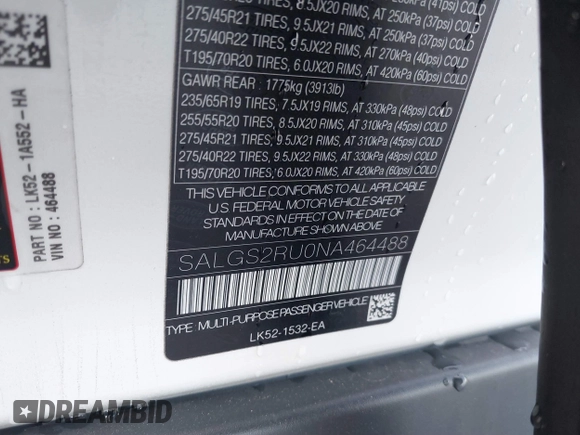 PART NO : LK52-1A552-HA
VIN NO : 464488
275/45R21 TIRES, 9.5JX21 RIMS, AT 250kPa (37psi) COLD
275/40R22 TIRES, 9.5JX22 RIMS, AT 270kPa (40psi) COLD
T195/70R20 TIRES, 6.0JX20 RIMS, AT 420kPa (60psi) COLD
GAWR REAR : 1775kg (3913lb)
235/65R19 TIRES, 7.5JX19 RIMS, AT 330kPa (48psi) COLD
255/55R20 TIRES, 8.5JX20 RIMS, AT 310kPa (45psi) COLD
275/45R21 TIRES, 9.5JX21 RIMS, AT 310kPa (45psi) COLD
275/40R22 TIRES, 9.5JX22 RIMS, AT 330kPa (48psi) COLD
T195/70R20 TIRES, 6.0JX20 RIMS, AT 420kPa (60psi) COLD
THIS VEHICLE CONFORMS TO ALL APPLICABLE
U.S. FEDERAL MOTOR VEHICLE SAFETY
STANDARDS IN EFFECT ON THE DATE OF
MANUFACTURE SHOWN ABOVE.
SALGS2RU0NA464488
TYPE MULTI-PURPOSE PASSENGER VEHICLE
LK52-1532-EA
DREAMBID